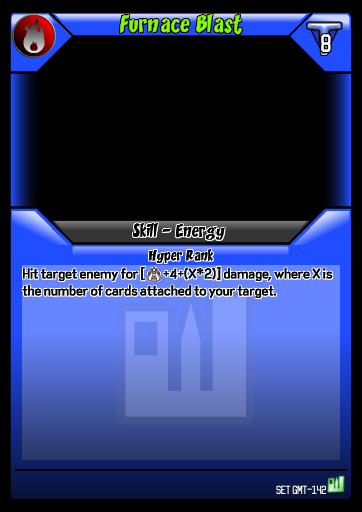 Furnace Blast
8
Skill - Energy
Hyper Rank
Hit target enemy for [ +4+(X*2)] damage, where X is
the number of cards attached to your target.
SET GMT-142